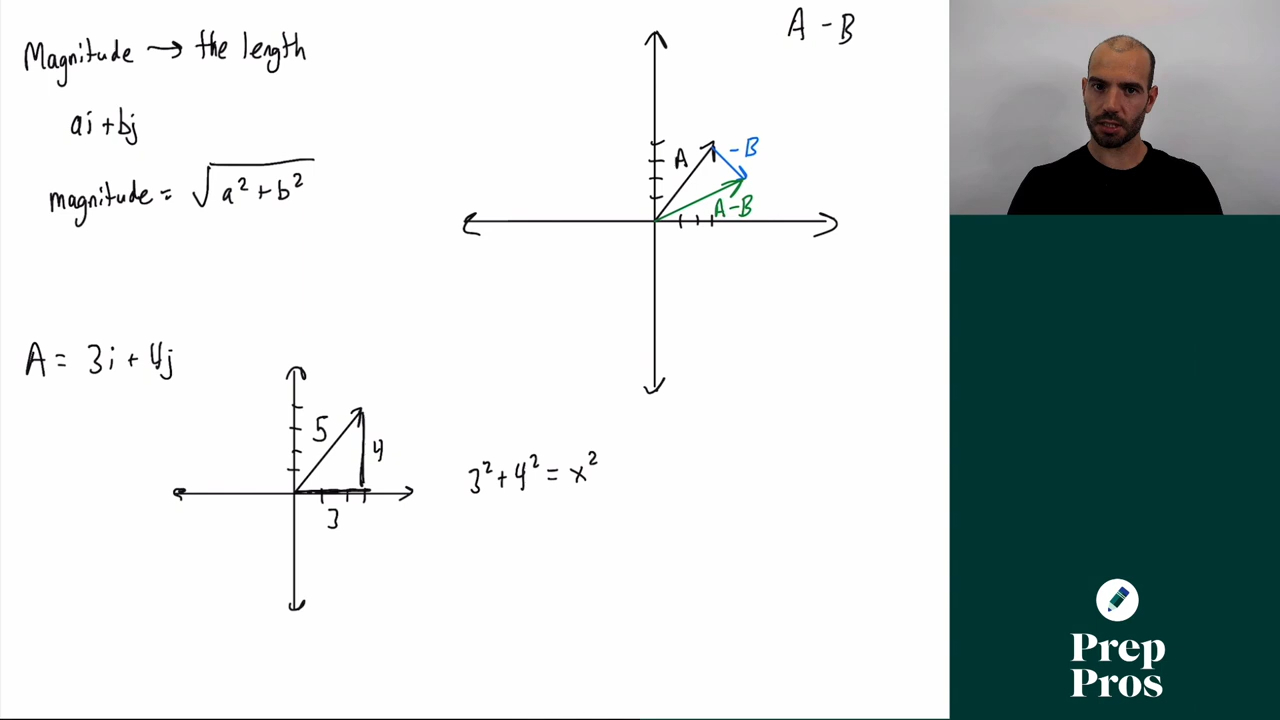 Magnitude → the length
ai + bj
magnitude = √(a² + b²)
A = 3i + 4j
5
4
3
3² + 4² = x²
A - B
A
-B
A-B
Prep
Pros